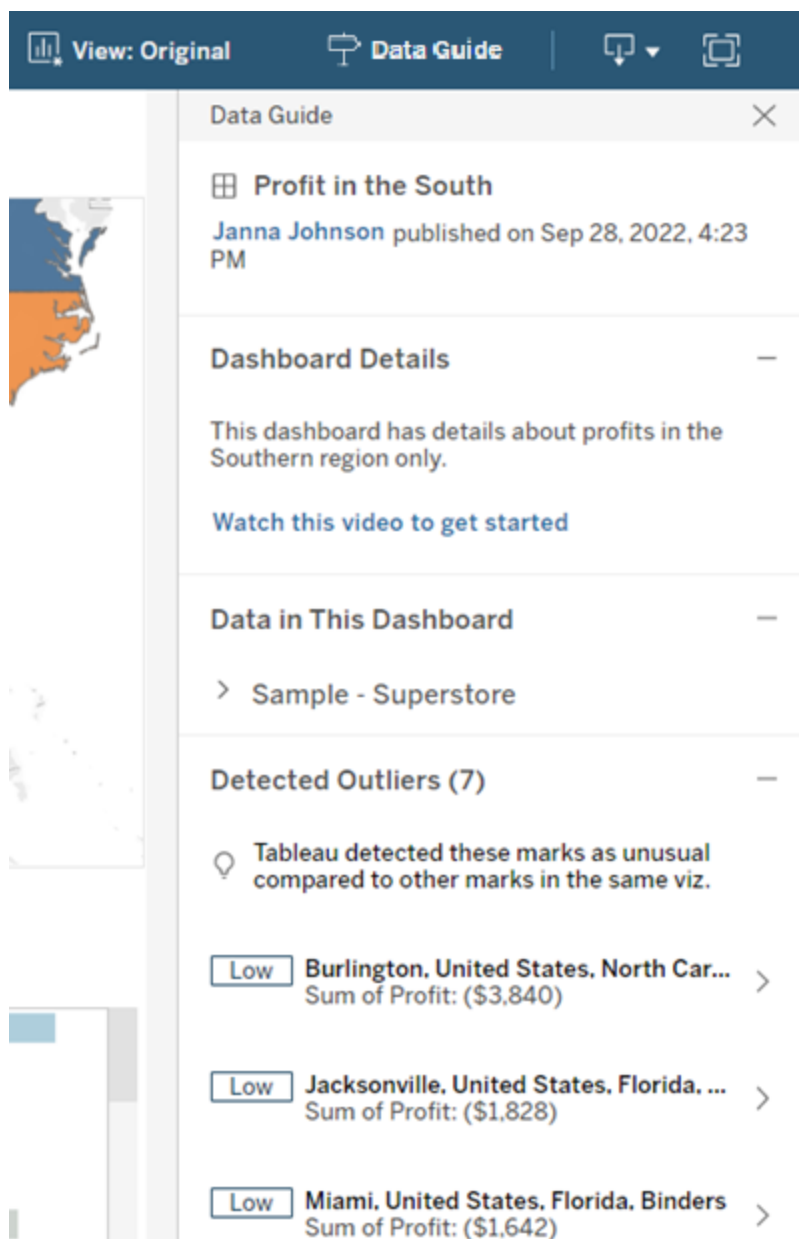 View: Original
Data Guide
Data Guide
Profit in the South
Janna Johnson published on Sep 28, 2022, 4:23
PM
Dashboard Details
This dashboard has details about profits in the
Southern region only.
Watch this video to get started
Data in This Dashboard
Sample - Superstore
Detected Outliers (7)
Tableau detected these marks as unusual
compared to other marks in the same viz.
Low
Burlington, United States, North Car...
Sum of Profit: ($3,840)
Low
Jacksonville, United States, Florida, ...
Sum of Profit: ($1,828)
Low
Miami, United States, Florida, Binders
Sum of Profit: ($1,642)